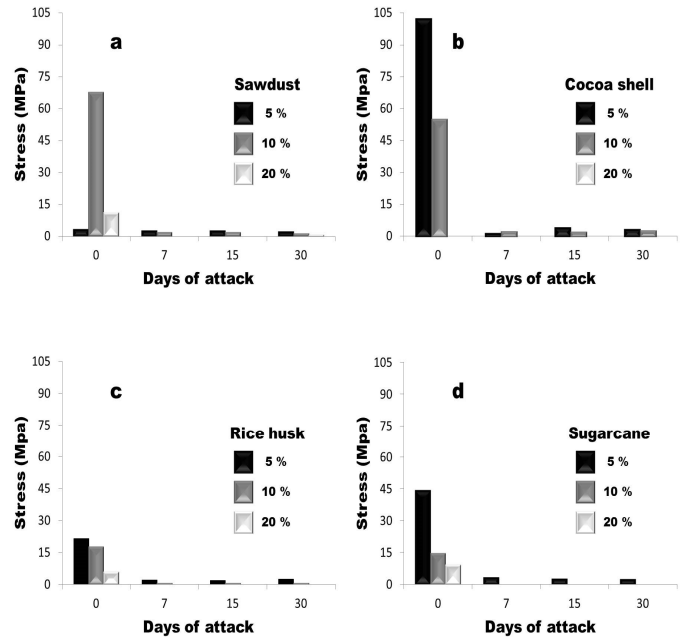 a
Sawdust
5 %
10 %
20 %
Stress (MPa)
105
90
75
60
45
30
15
0
0 7 15 30
Days of attack
b
Cocoa shell
5 %
10 %
20 %
Stress (MPa)
105
90
75
60
45
30
15
0
0 7 15 30
Days of attack
c
Rice husk
5 %
10 %
20 %
Stress (Mpa)
105
90
75
60
45
30
15
0
0 7 15 30
Days of attack
d
Sugarcane
5 %
10 %
20 %
Stress (Mpa)
105
90
75
60
45
30
15
0
0 7 15 30
Days of attack